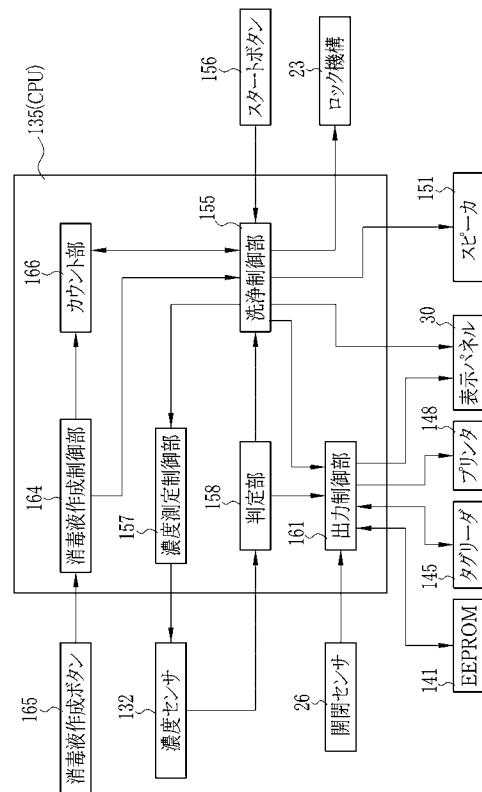 135(CPU)
165
消毒液作成ボタン
164
消毒液作成制御部
166
カウント部
156
スタートボタン
155
洗浄制御部
23
ロック機構
132
濃度センサ
157
濃度測定制御部
158
判定部
26
開閉センサ
161
出力制御部
141
EEPROM
145
タグリーダ
148
プリンタ
30
表示パネル
151
スピーカ